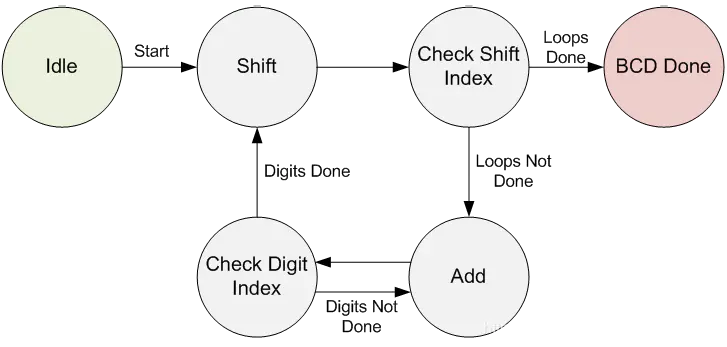 Idle
Start
Shift
Check Shift
Index
Loops
Done
BCD Done
Digits Done
Loops Not
Done
Check Digit
Index
Add
Digits Not
Done